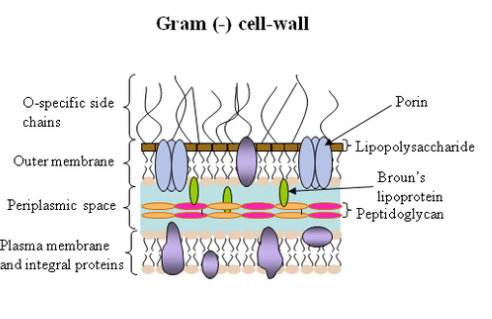 Gram (-) cell-wall
O-specific side
chains
Outer membrane
Periplasmic space
Plasma membrane
and integral proteins
Porin
Lipopolysaccharide
Broun's
lipoprotein
Peptidoglycan